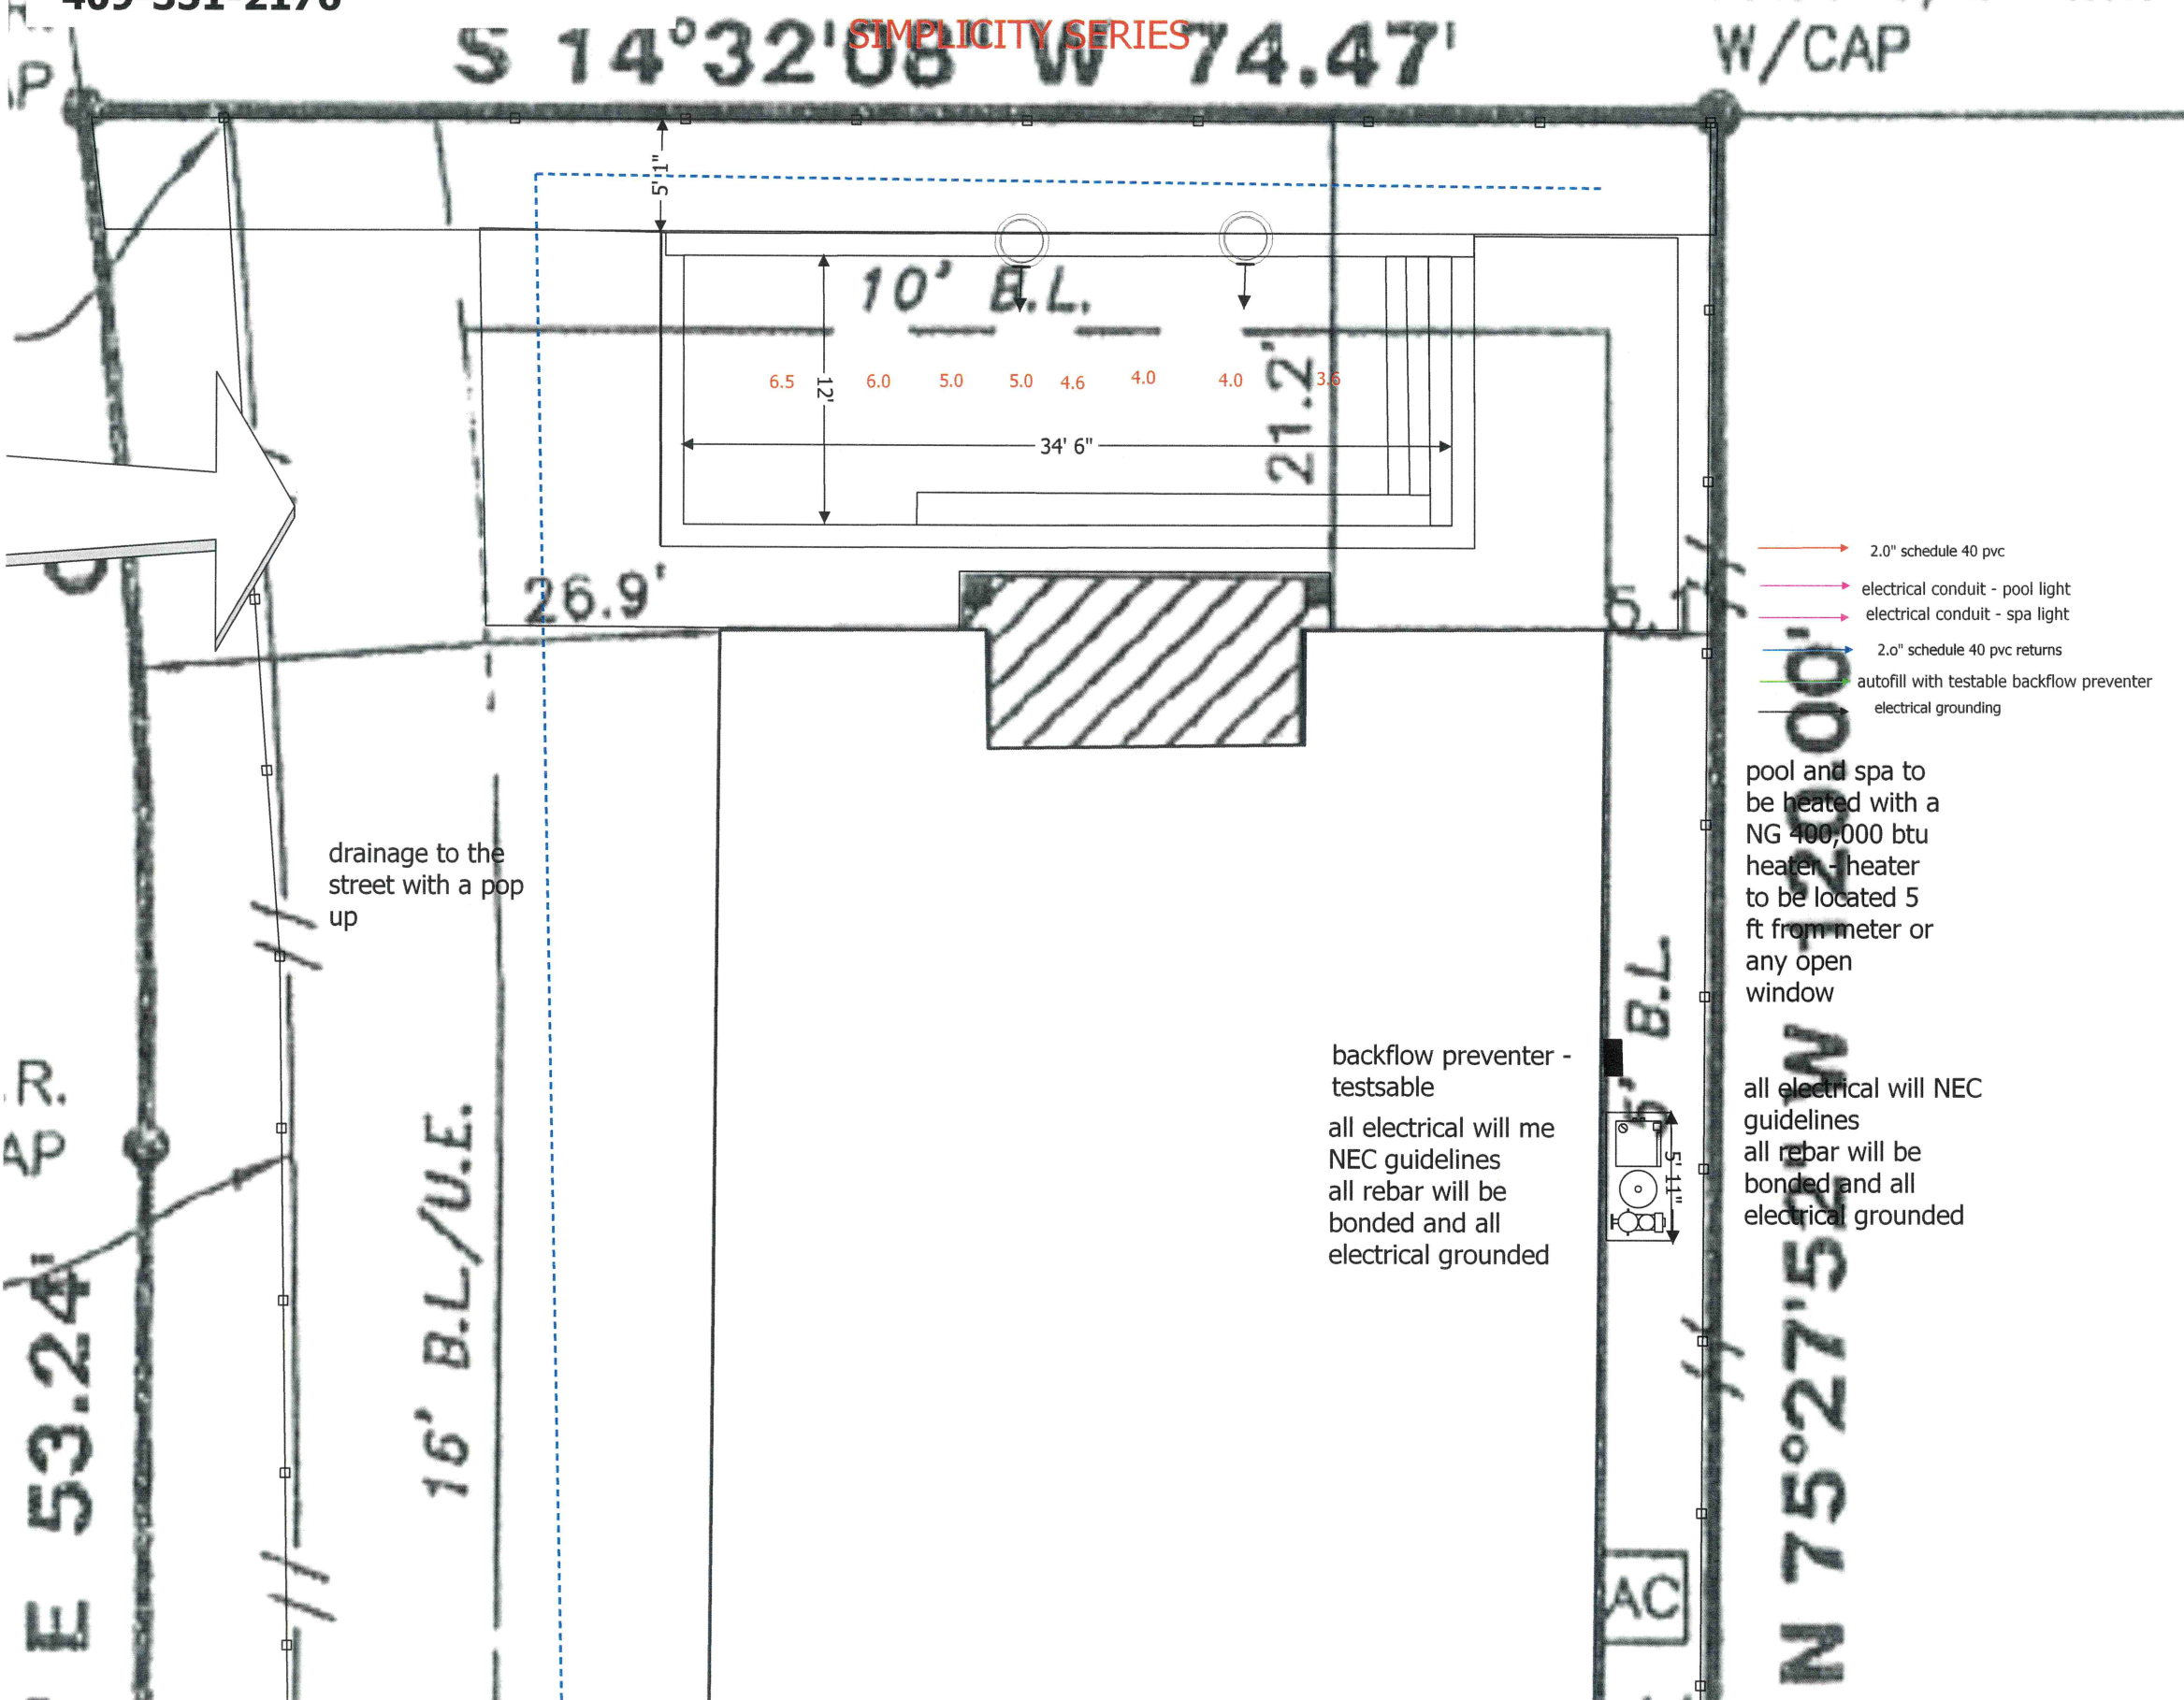 409-331-2176
SIMPLICITY SERIES
S 14°32'08" W 74.47'
W/CAP
5' 1"
10' B.L.
6.5 6.0 5.0 5.0 4.6 4.0 4.0 3.6
12'
21.2'
34' 6"
26.9'
2.0" schedule 40 pvc
electrical conduit - pool light
electrical conduit - spa light
2.o" schedule 40 pvc returns
autofill with testable backflow preventer
electrical grounding
pool and spa to
be heated with a
NG 400,000 btu
heater - heater
to be located 5
ft from meter or
any open
window
drainage to the
street with a pop
up
backflow preventer -
testsable
all electrical will me
NEC guidelines
all rebar will be
bonded and all
electrical grounded
5' B.L.
5' 11"
all electrical will NEC
guidelines
all rebar will be
bonded and all
electrical grounded
N 75°27'52" W 120.00'
R.
AP
16' B.L./U.E.
E 53.24'
AC